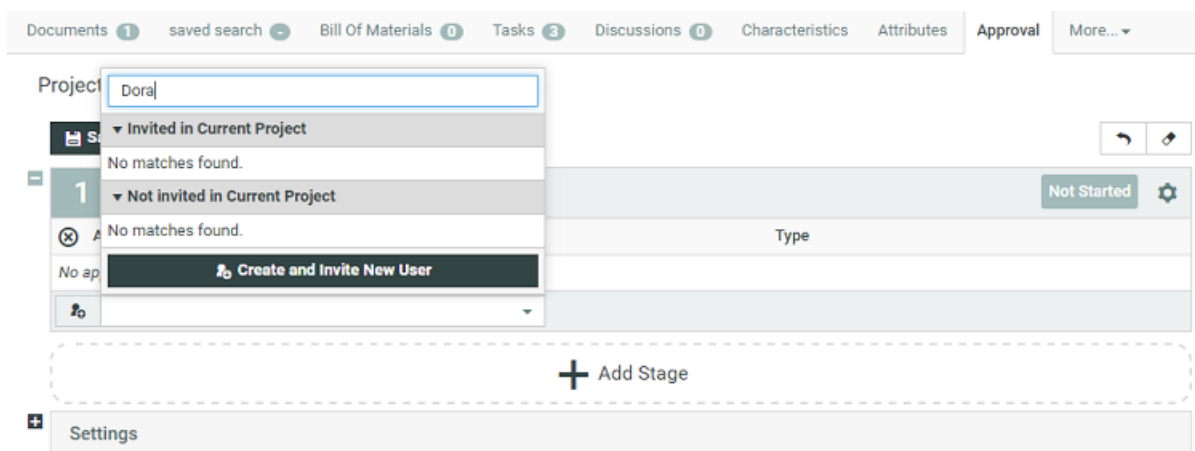 Documents 1 saved search - Bill Of Materials 0 Tasks 3 Discussions 0 Characteristics Attributes Approval More...
Project
Dora
Invited in Current Project
No matches found.
Not invited in Current Project
No matches found.
Create and Invite New User
1 Not Started
Type
No
Add Stage
Settings